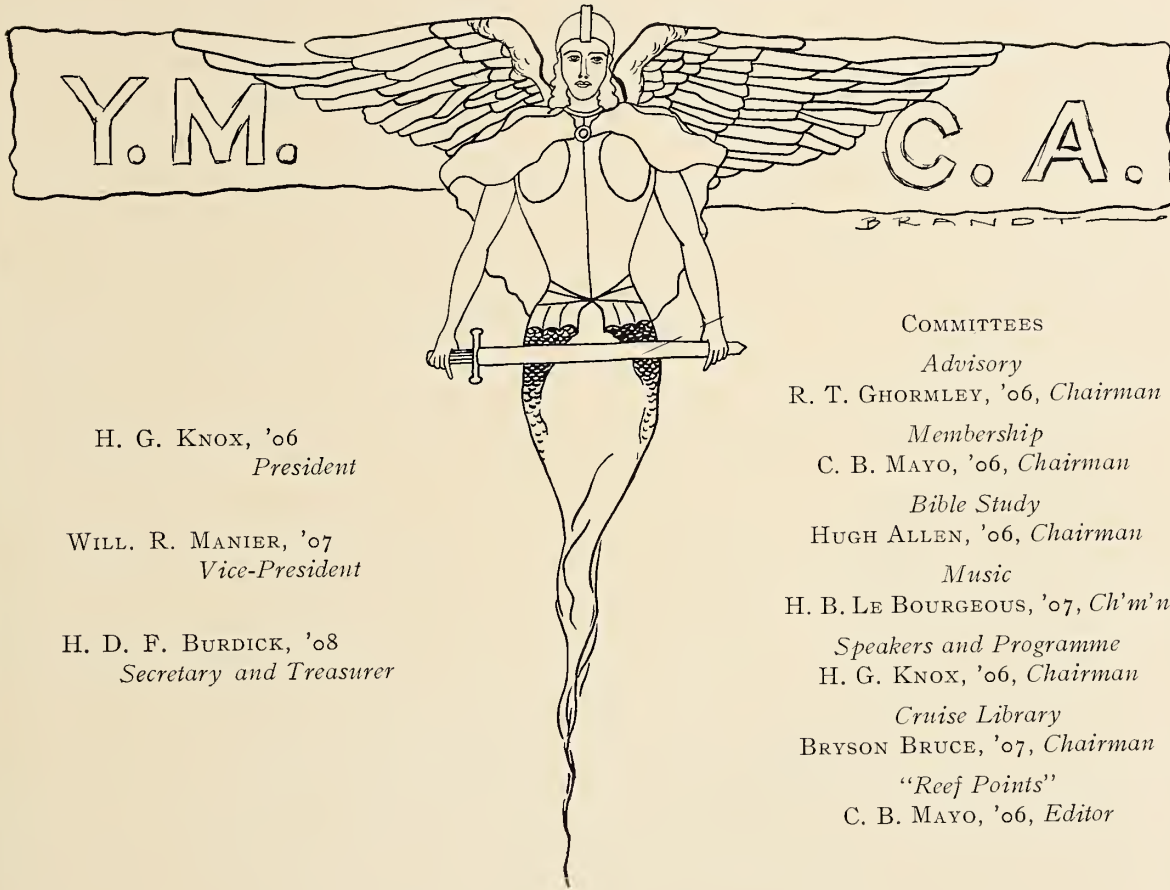 Y. M. C. A.
BRANDT
H. G. KNOX, '06
President
WILL. R. MANIER, '07
Vice-President
H. D. F. BURDICK, '08
Secretary and Treasurer
COMMITTEES
Advisory
R. T. GHORMLEY, '06, Chairman
Membership
C. B. MAYO, '06, Chairman
Bible Study
HUGH ALLEN, '06, Chairman
Music
H. B. LE BOURGEOUS, '07, Ch'm'n
Speakers and Programme
H. G. KNOX, '06, Chairman
Cruise Library
BRYSON BRUCE, '07, Chairman
"Reef Points"
C. B. MAYO, '06, Editor